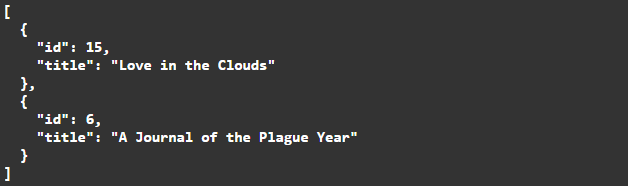 [
  {
    "id": 15,
    "title": "Love in the Clouds"
  },
  {
    "id": 6,
    "title": "A Journal of the Plague Year"
  }
]